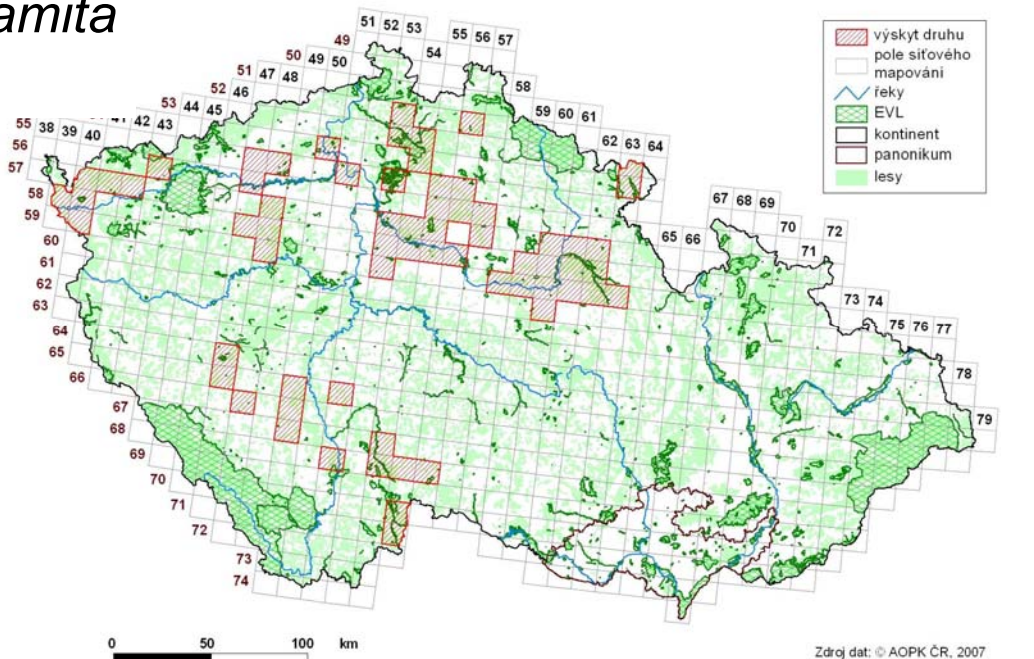 amita
51 52 53
49
54
55 56 57
50 49 50
58
51 47 48
59 60 61
52 46
62 63 64
53 44 45
55 38 39 40 42 43
56
57
58
59
60
61
62
63
64
65
66
67
68
69
70
71
72
73
74
65 66
67 68 69
70
71
72
73 74
75 76 77
78
79
výskyt druhu
pole síťového
mapování
řeky
EVL
kontinent
panonikum
lesy
0 50 100 km
Zdroj dat: © AOPK ČR, 2007